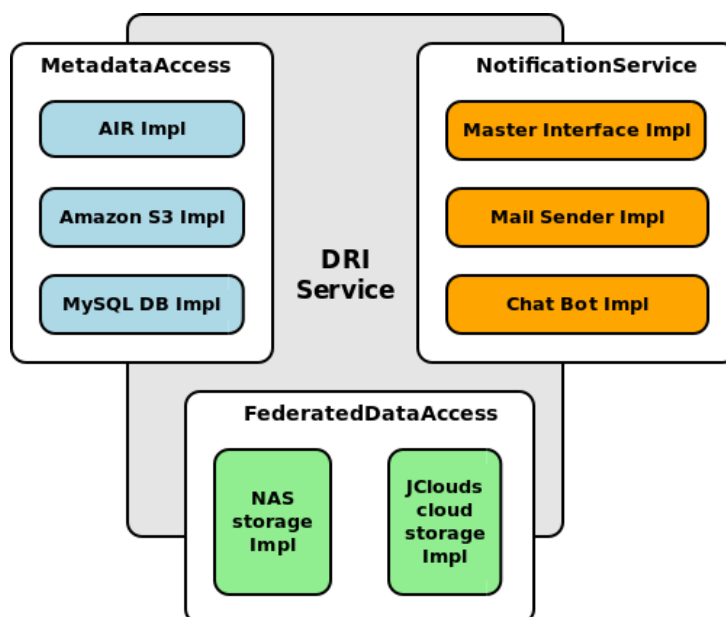 MetadataAccess
AIR Impl
Amazon S3 Impl
MySQL DB Impl
DRI
Service
NotificationService
Master Interface Impl
Mail Sender Impl
Chat Bot Impl
FederatedDataAccess
NAS
storage
Impl
JClouds
cloud
storage
Impl